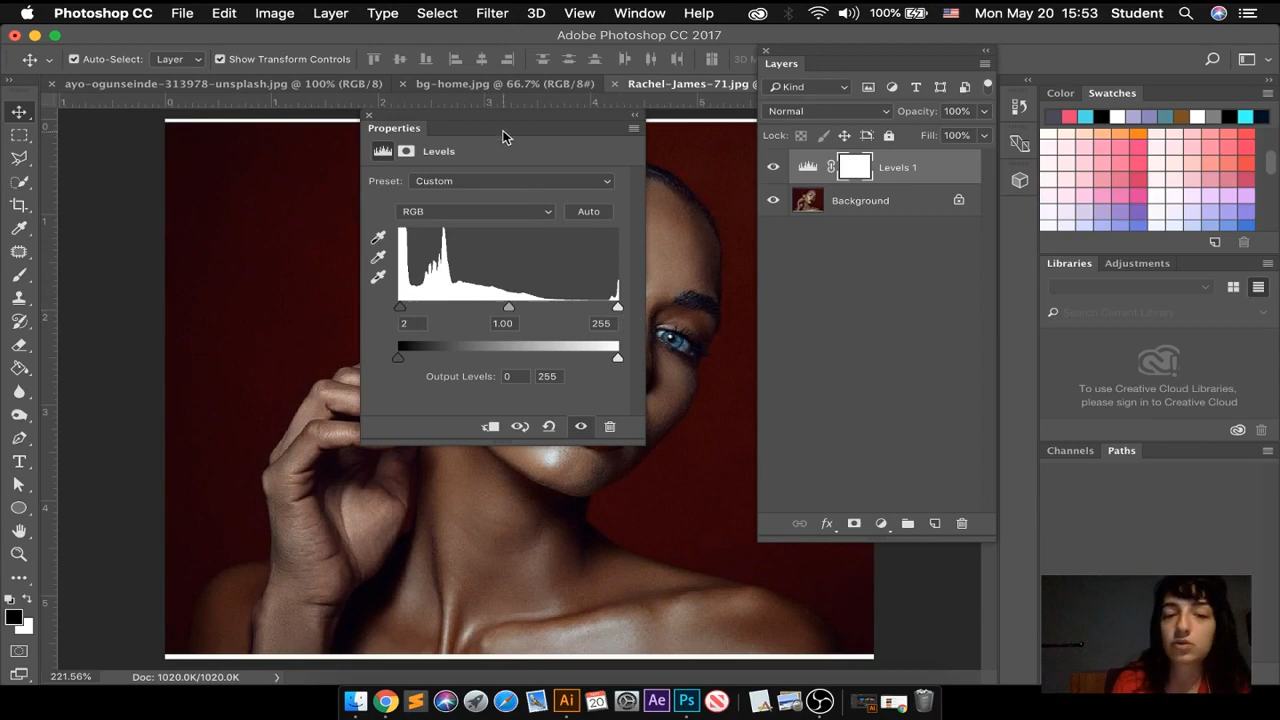 Photoshop CC File Edit Image Layer Type Select Filter 3D View Window Help 100% Mon May 20 15:53 Student
Adobe Photoshop CC 2017
Auto-Select: Layer Show Transform Controls 3D M
ayo-ogunseinde-313978-unsplash.jpg @ 100% (RGB/8) bg-home.jpg @ 66.7% (RGB/8#) Rachel-James-71.jpg @
Properties
Levels
Preset: Custom
RGB Auto
2 1.00 255
Output Levels: 0 255
Layers
Kind
Normal Opacity: 100%
Lock: Fill: 100%
Levels 1
Background
fx
Color Swatches
Libraries Adjustments
Search Current Library
To use Creative Cloud Libraries,
please sign in to Creative Cloud
Channels Paths
221.56% Doc: 1020.0K/1020.0K
Ai 20 Ae Ps